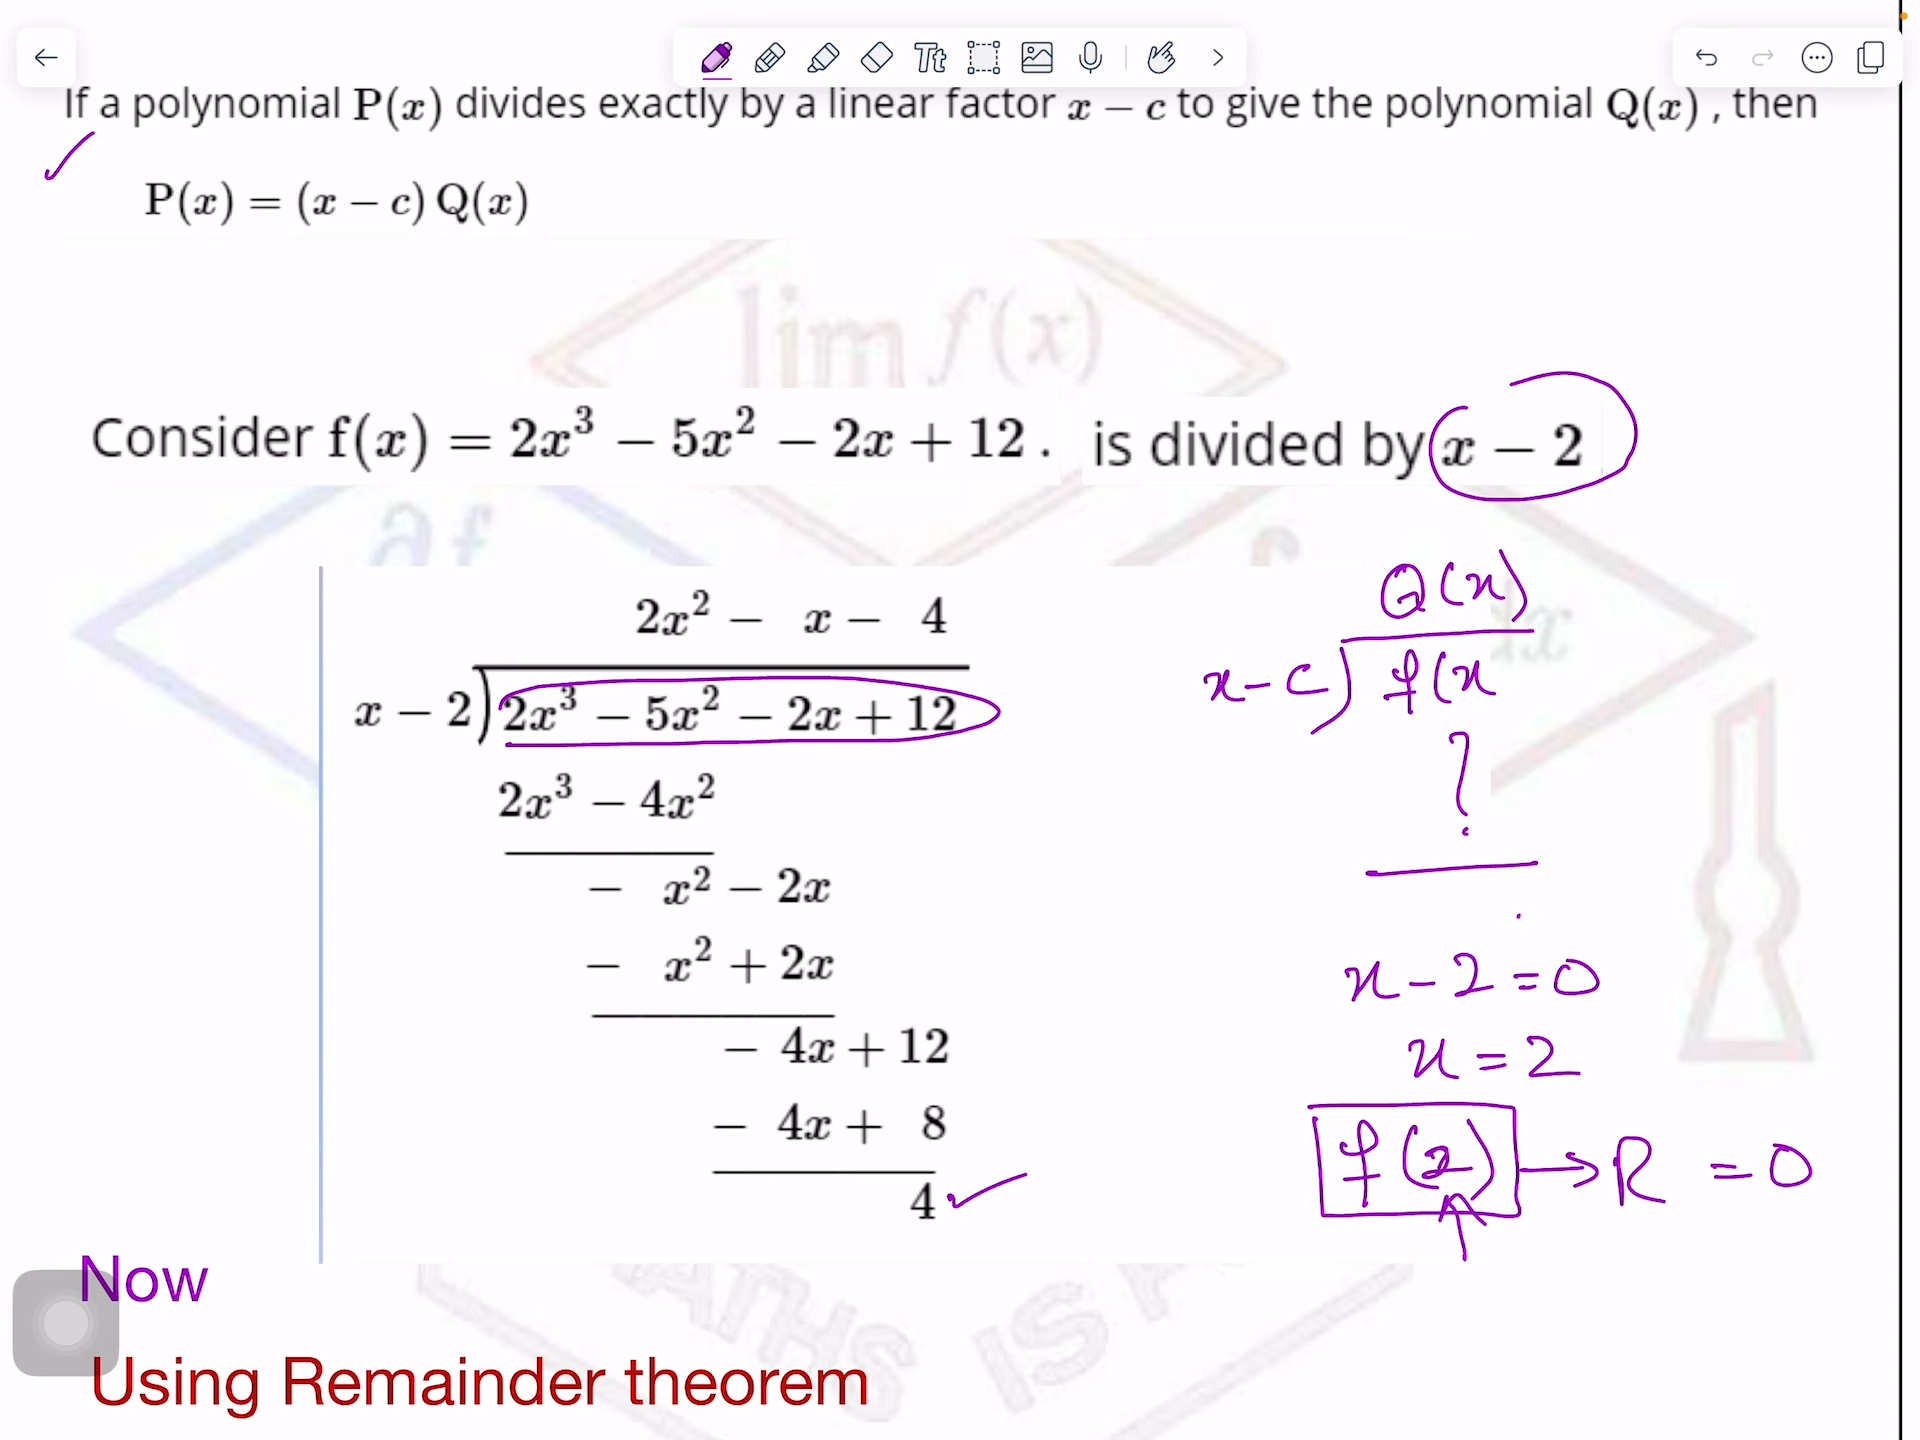 If a polynomial P(x) divides exactly by a linear factor x − c to give the polynomial Q(x) , then
P(x) = (x − c) Q(x)
lim f(x)
Consider f(x) = 2x³ − 5x² − 2x + 12 . is divided by x − 2
2x² − x − 4
x − 2)2x³ − 5x² − 2x + 12
2x³ − 4x²
− x² − 2x
− x² + 2x
− 4x + 12
− 4x + 8
4
Q(x)
x-c) f(x
?
x-2=0
x=2
f(2) → R =0
Now
Using Remainder theorem